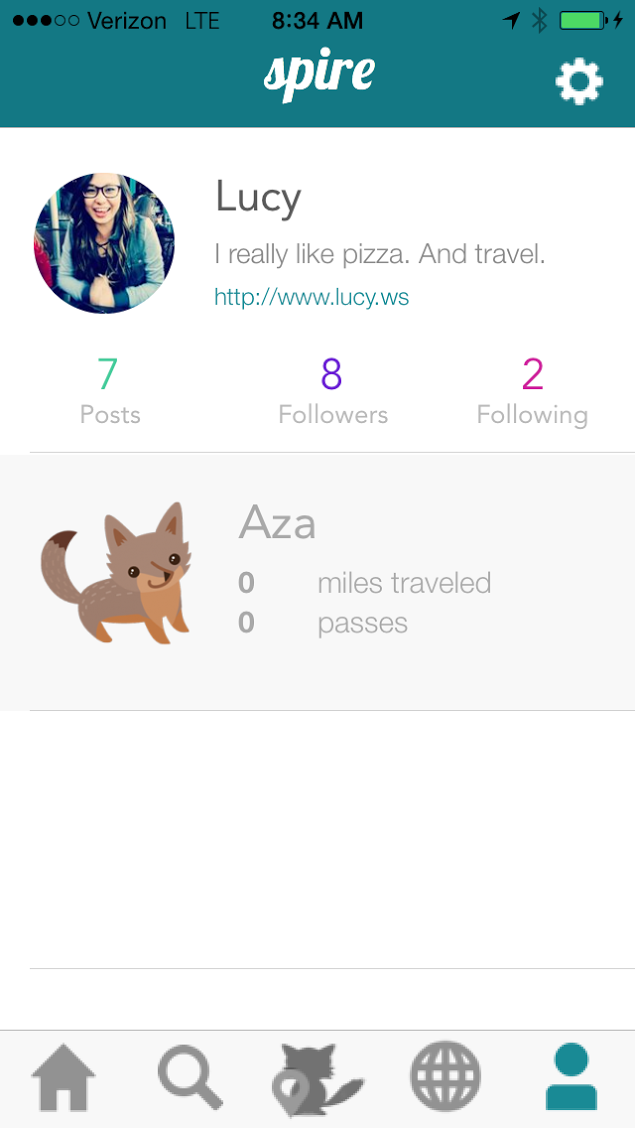 Verizon LTE 8:34 AM
spire
Lucy
I really like pizza. And travel.
http://www.lucy.ws
7 8 2
Posts Followers Following
Aza
0 miles traveled
0 passes